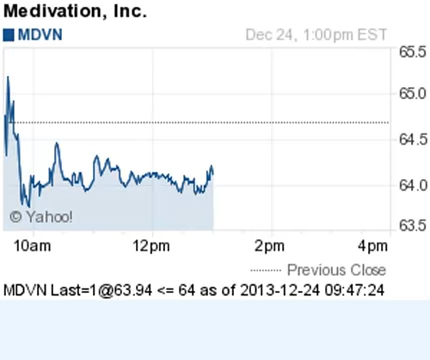 Medivation, Inc.
MDVN Dec 24, 1:00pm EST
65.5
65.0
64.5
64.0
63.5
© Yahoo!
10am 12pm 2pm 4pm
Previous Close
MDVN Last=1@63.94 <= 64 as of 2013-12-24 09:47:24